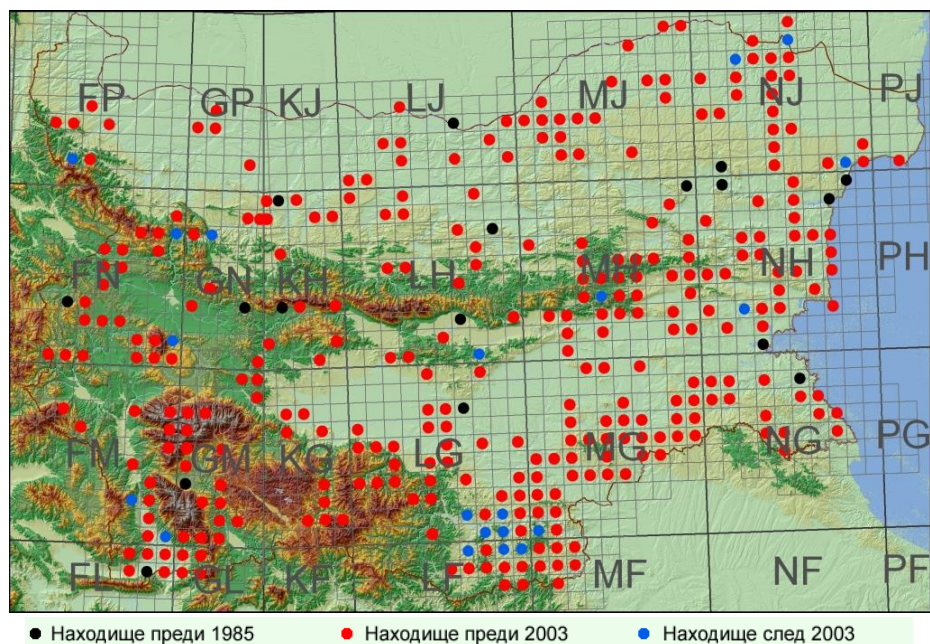 FP GP KJ LJ MJ NJ PJ
FN GN KH LH MH NH PH
FM GM KG LG MG NG PG
FL GL KF LF MF NF PF
Находище преди 1985 Находище преди 2003 Находище след 2003